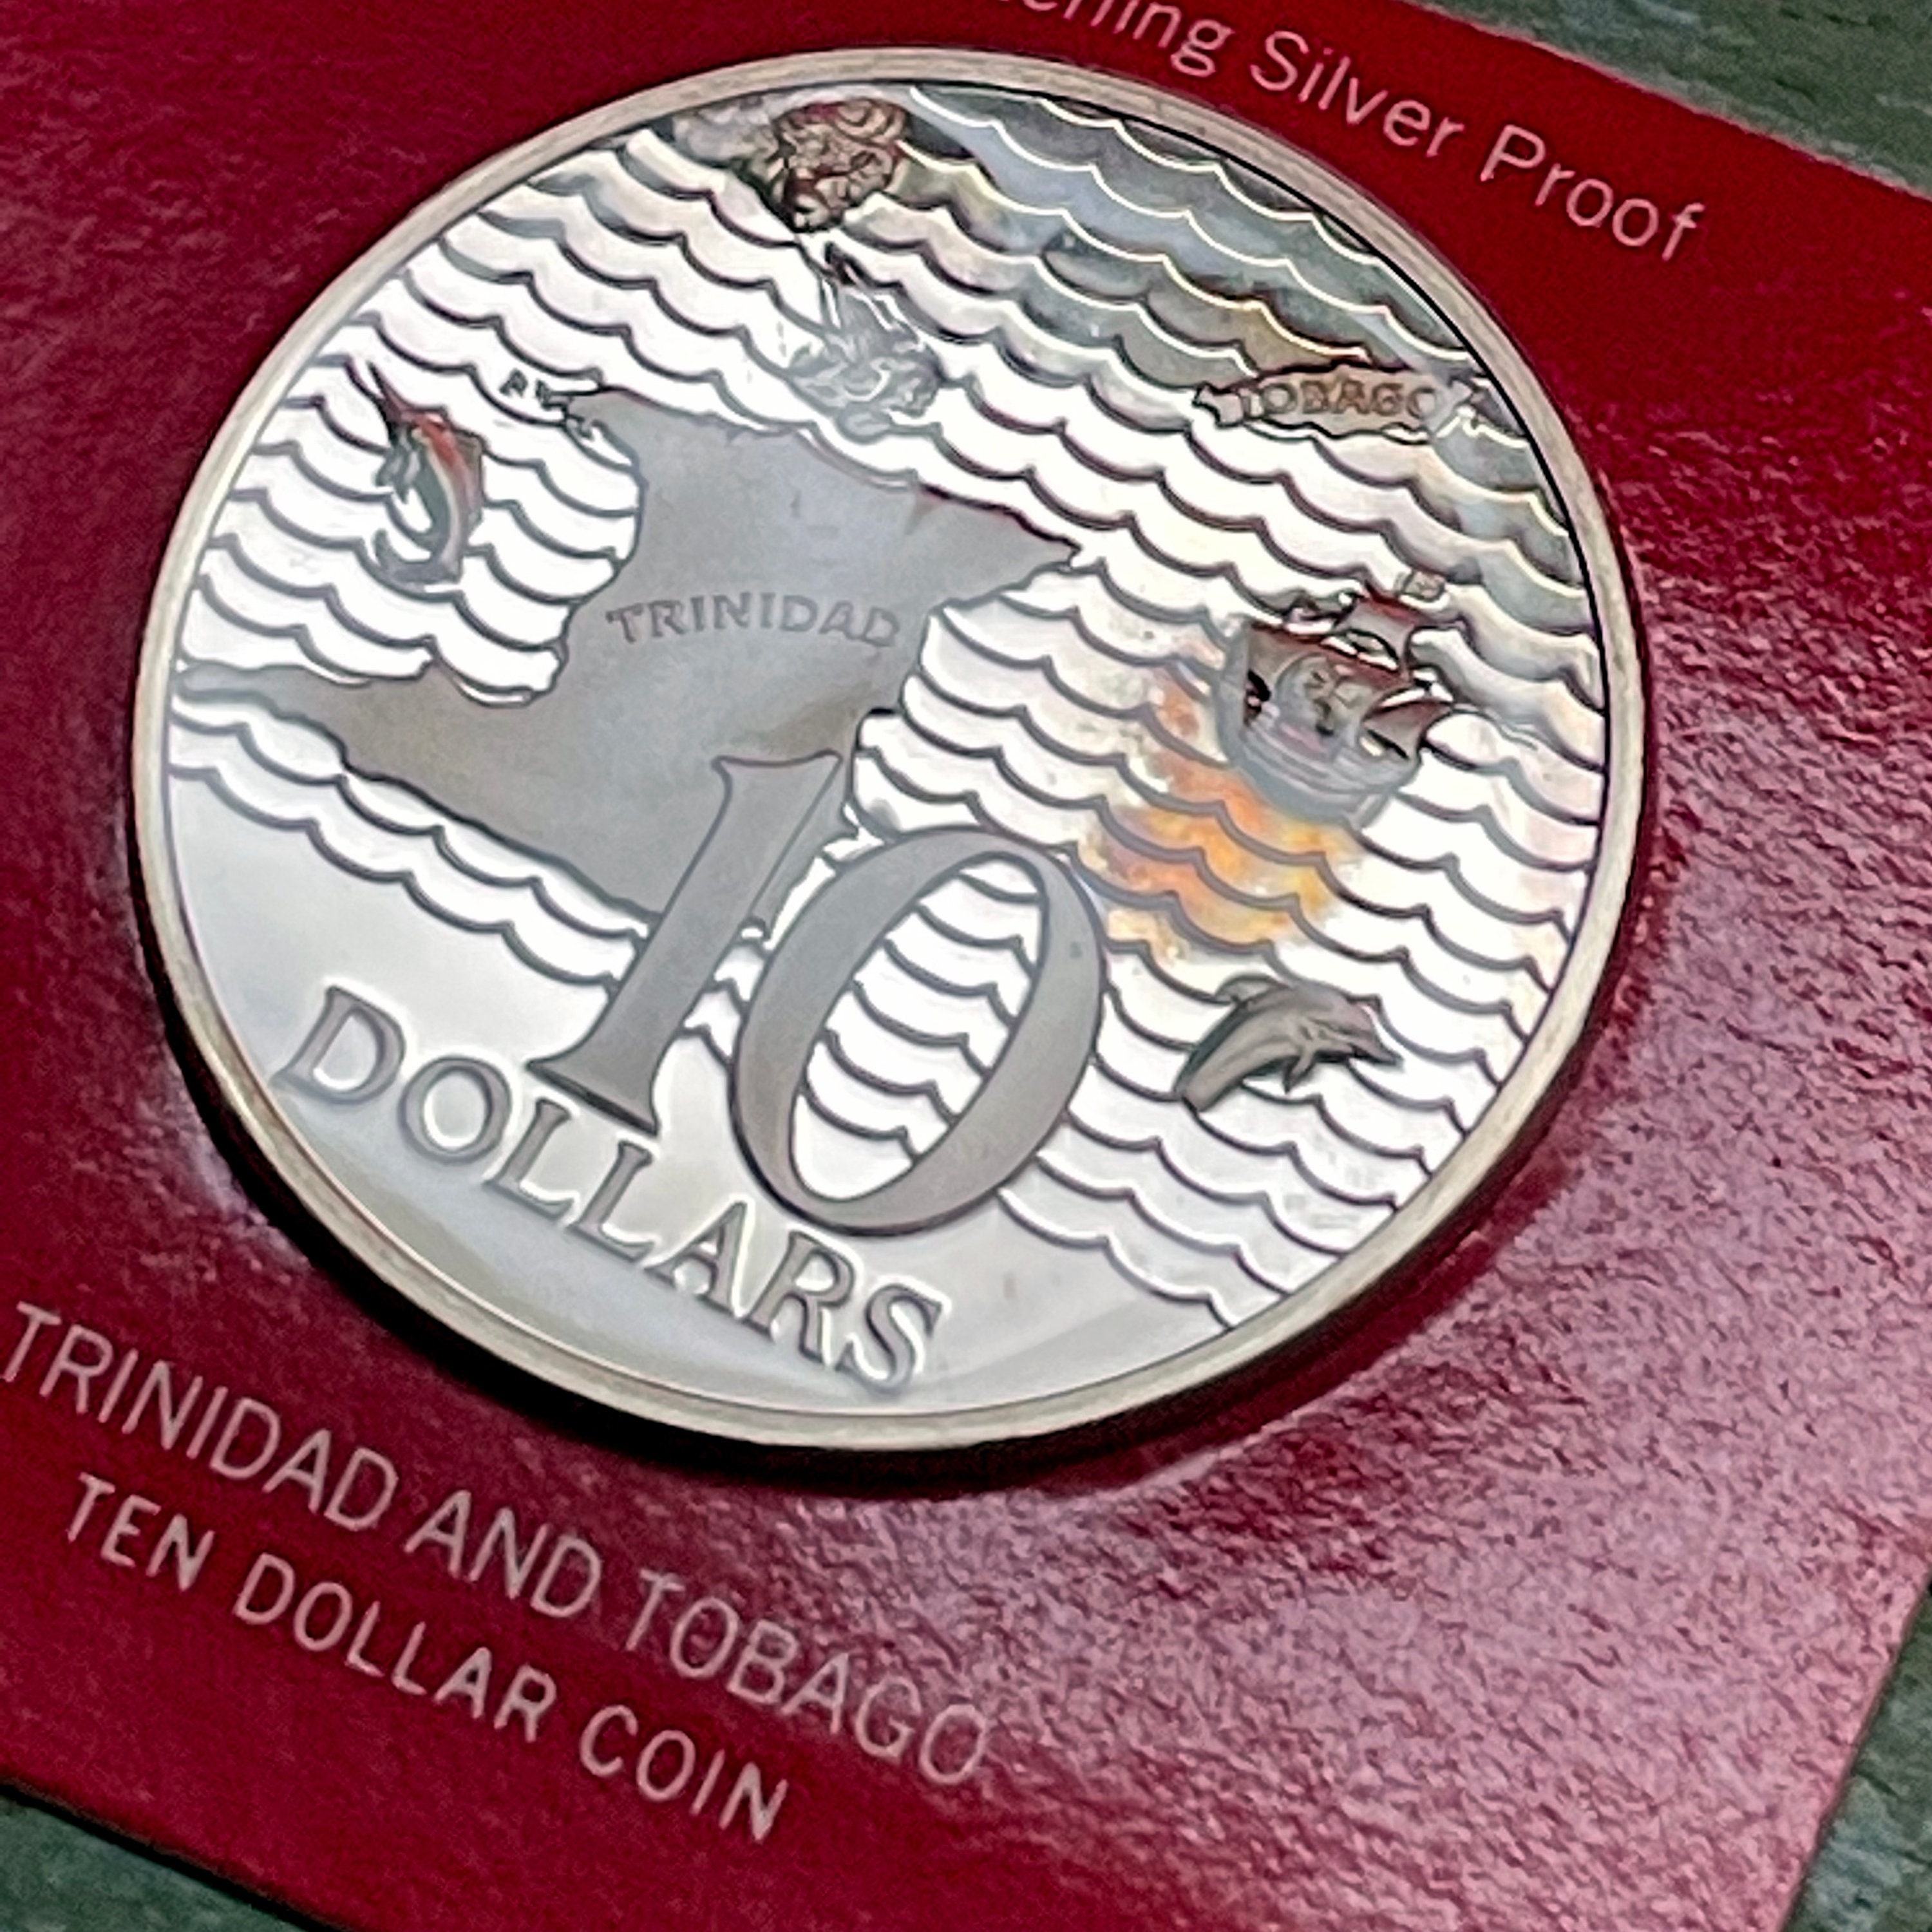 Silver Proof
TOBAGO
TRINIDAD
10
DOLLARS
TRINIDAD AND TOBAGO
TEN DOLLAR COIN